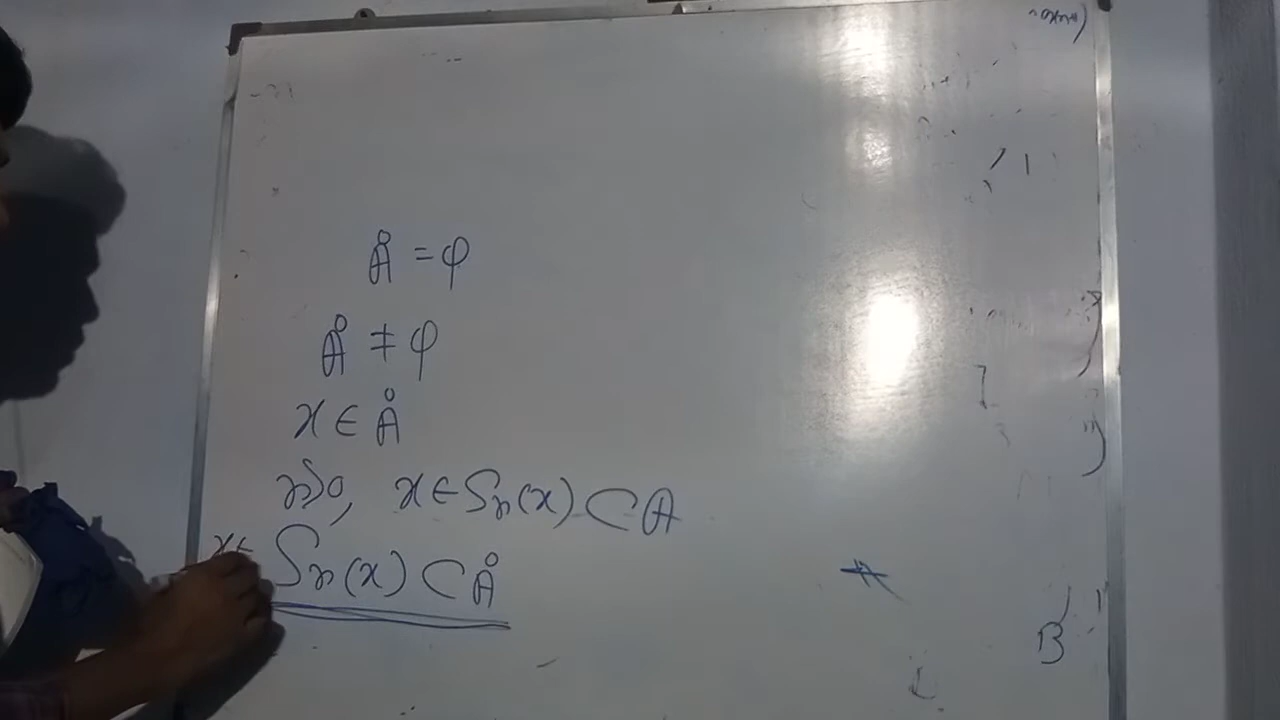 Å = φ
Å ≠ φ
x ∈ Å
r>0, x ∈ Sr(x) ⊂ A
x ∈ Sr(x) ⊂ Å
B